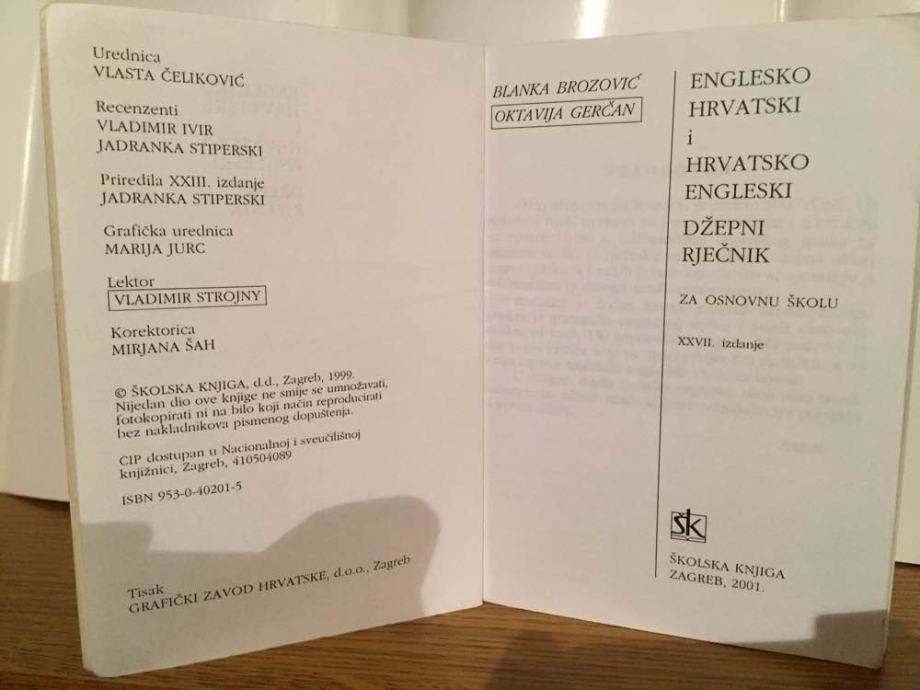 Urednica
VLASTA ČELIKOVIĆ
Recenzenti
VLADIMIR IVIR
JADRANKA STIPERSKI
Priredila XXIII. izdanje
JADRANKA STIPERSKI
Grafička urednica
MARIJA JURC
Lektor
VLADIMIR STROJNY
Korektorica
MIRJANA ŠAH
© ŠKOLSKA KNJIGA, d.d., Zagreb, 1999.
Nijedan dio ove knjige ne smije se umnožavati,
fotokopirati ni na bilo koji način reproducirati
bez nakladnikova pismenog dopuštenja.
CIP dostupan u Nacionalnoj i sveučilišnoj
knjižnici, Zagreb, 410504089
ISBN 953-0-40201-5
Tisak
GRAFIČKI ZAVOD HRVATSKE, d.o.o., Zagreb
BLANKA BROZOVIĆ
OKTAVIJA GERČAN
ENGLESKO
HRVATSKI
i
HRVATSKO
ENGLESKI
DŽEPNI
RJEČNIK
ZA OSNOVNU ŠKOLU
XXVII. izdanje
šk
ŠKOLSKA KNJIGA
ZAGREB, 2001.